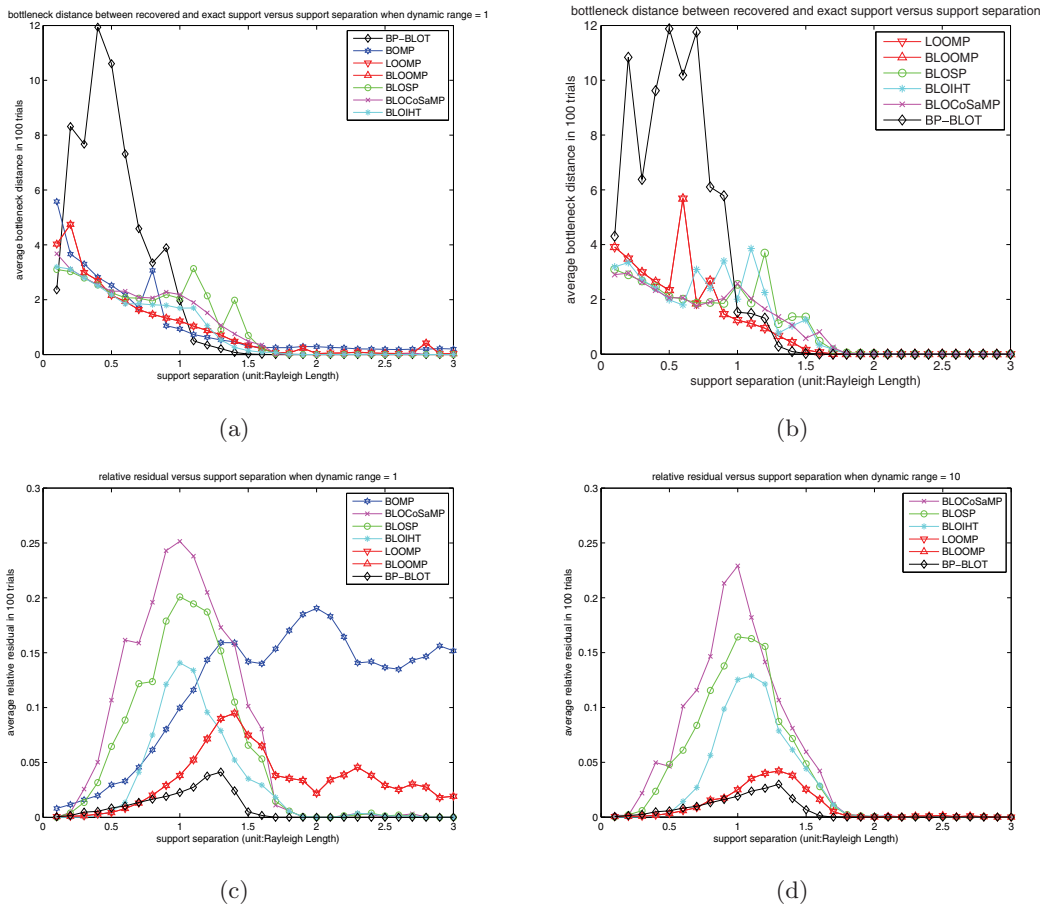 bottleneck distance between recovered and exact support versus support separation when dynamic range = 1
12
10
8
6
4
2
0
average bottleneck distance in 100 trials
BP−BLOT
BOMP
LOOMP
BLOOMP
BLOSP
BLOCoSaMP
BLOIHT
0 0.5 1 1.5 2 2.5 3
support separation (unit:Rayleigh Length)
(a)
bottleneck distance between recovered and exact support versus support separation
12
10
8
6
4
2
0
average bottleneck distance in 100 trials
LOOMP
BLOOMP
BLOSP
BLOIHT
BLOCoSaMP
BP−BLOT
0 0.5 1 1.5 2 2.5 3
support separation (unit:Rayleigh Length)
(b)
relative residual versus support separation when dynamic range = 1
0.3
0.25
0.2
0.15
0.1
0.05
0
average relative residual in 100 trials
BOMP
BLOCoSaMP
BLOSP
BLOIHT
LOOMP
BLOOMP
BP−BLOT
0 0.5 1 1.5 2 2.5 3
support separation (unit:Rayleigh Length)
(c)
relative residual versus support separation when dynamic range = 10
0.3
0.25
0.2
0.15
0.1
0.05
0
average relative residual in 100 trials
BLOCoSaMP
BLOSP
BLOIHT
LOOMP
BLOOMP
BP−BLOT
0 0.5 1 1.5 2 2.5 3
support separation (unit:Rayleigh Length)
(d)